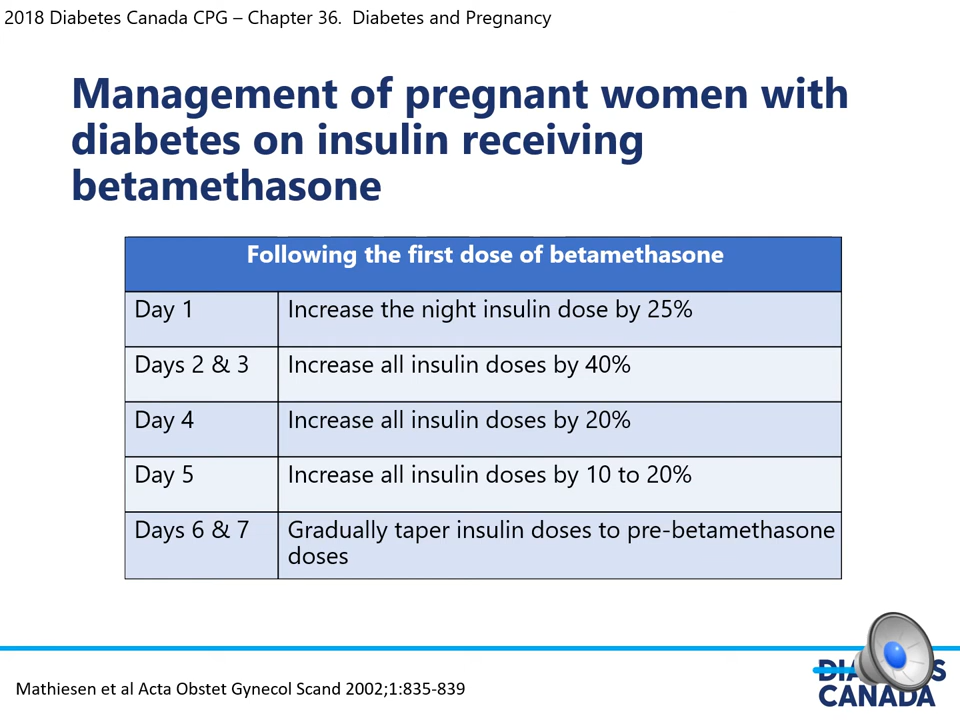 2018 Diabetes Canada CPG – Chapter 36. Diabetes and Pregnancy
Management of pregnant women with
diabetes on insulin receiving
betamethasone
Following the first dose of betamethasone
Day 1 Increase the night insulin dose by 25%
Days 2 & 3 Increase all insulin doses by 40%
Day 4 Increase all insulin doses by 20%
Day 5 Increase all insulin doses by 10 to 20%
Days 6 & 7 Gradually taper insulin doses to pre-betamethasone
doses
Mathiesen et al Acta Obstet Gynecol Scand 2002;1:835-839
CANADA